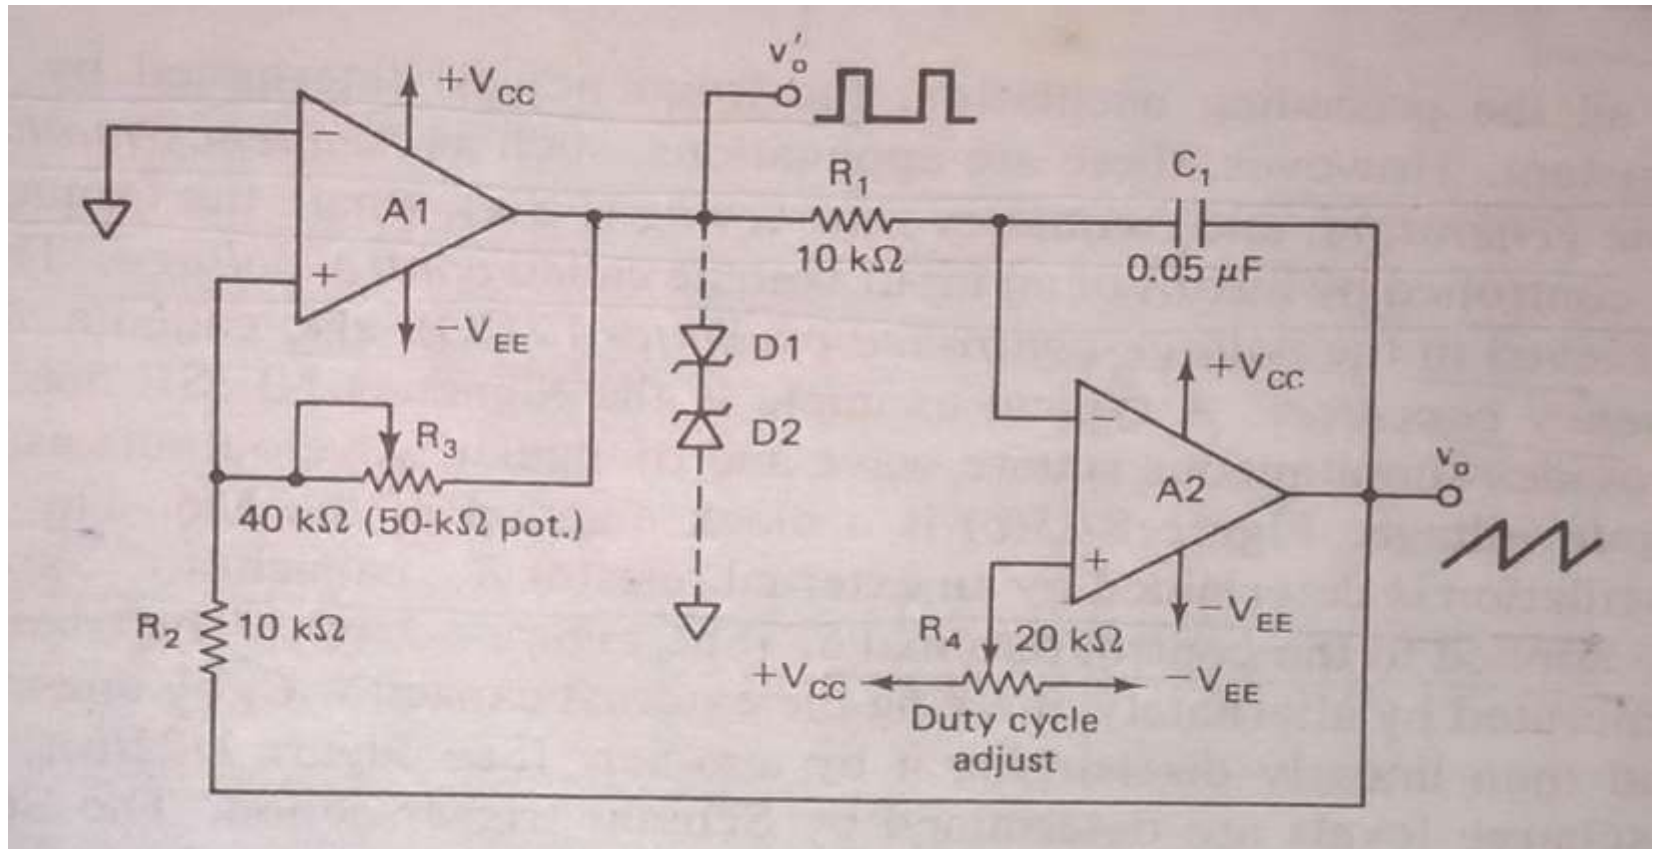 v'o
+VCC
R1
C1
−
A1
10 kΩ
0.05 μF
+
−VEE
D1
+VCC
R3
−
D2
vo
A2
40 kΩ (50-kΩ pot.)
+
−VEE
R2 10 kΩ
R4 20 kΩ
+VCC
−VEE
Duty cycle
adjust